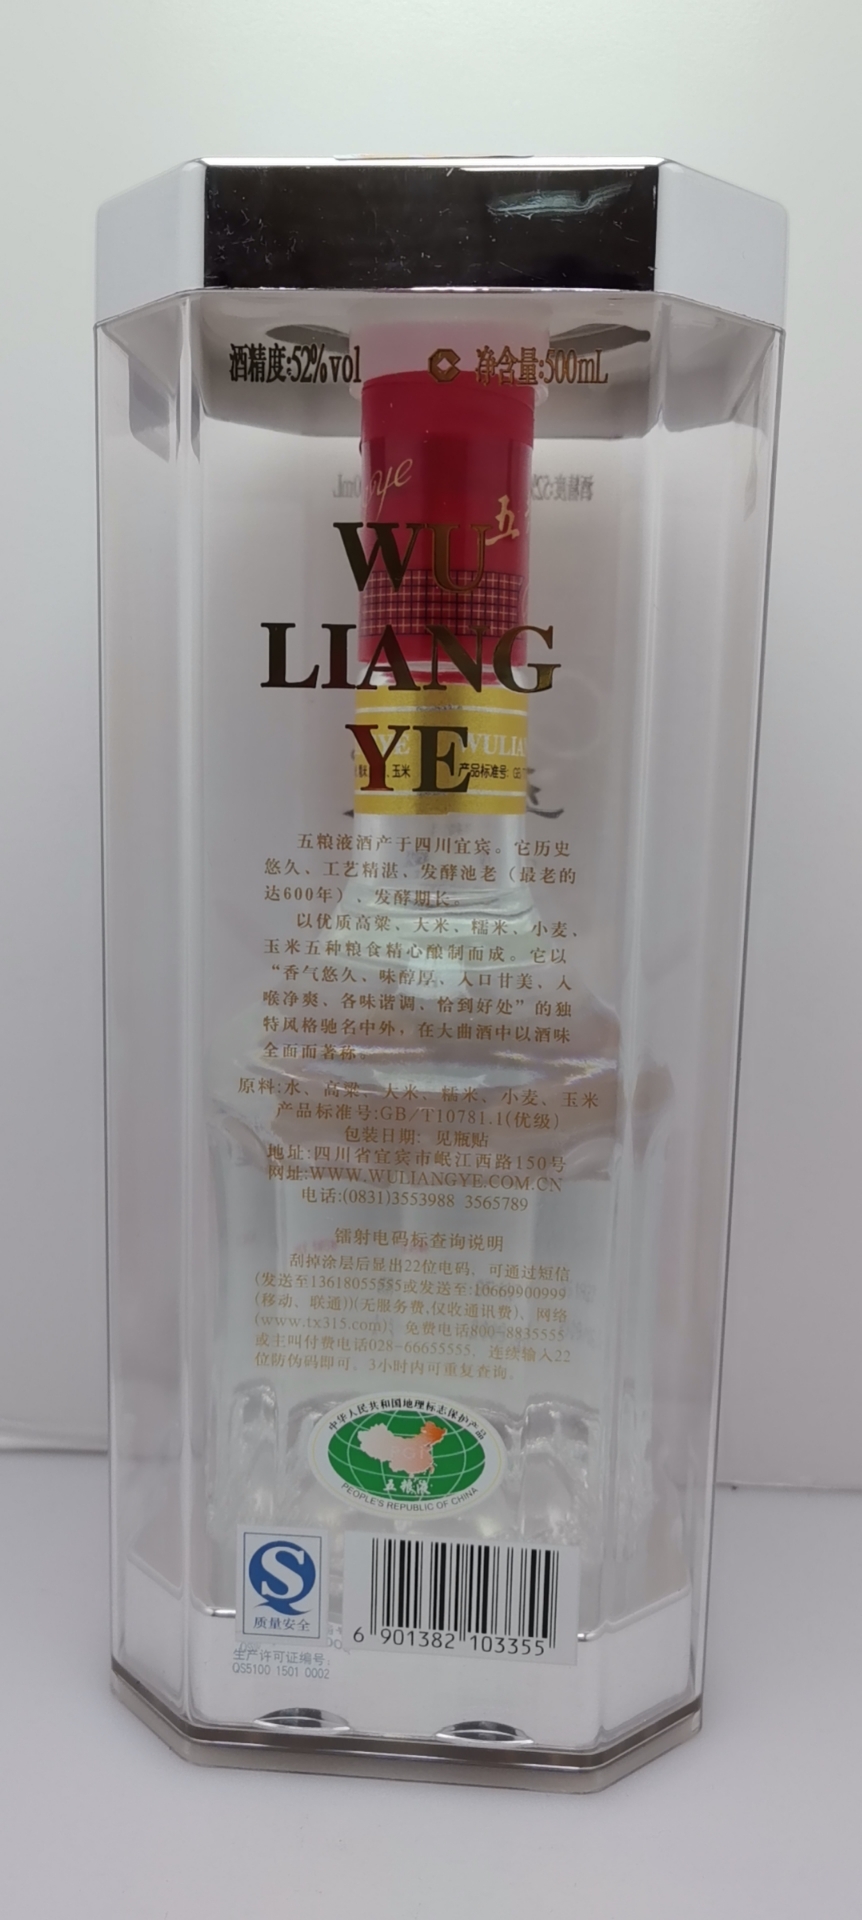 酒精度:52%vol 净含量:500mL
ye
五
WU
LIANG
YE
YE WULIA
、玉米 产品标准号: G
五粮液酒产于四川宜宾。它历史
悠久、工艺精湛、发酵池老（最老的
达600年）、发酵期长。
以优质高粱、大米、糯米、小麦、
玉米五种粮食精心酿制而成。它以
“香气悠久、味醇厚、入口甘美、入
喉净爽、各味谐调、恰到好处”的独
特风格驰名中外，在大曲酒中以酒味
全面而著称。
原料:水、高粱、大米、糯米、小麦、玉米
产品标准号:GB/T10781.1(优级)
包装日期: 见瓶贴
地址:四川省宜宾市岷江西路150号
网址:WWW.WULIANGYE.COM.CN
电话:(0831)3553988 3565789
镭射电码标查询说明
刮掉涂层后显出22位电码，可通过短信
(发送至13618055555或发送至:10669900999
(移动、联通))(无服务费,仅收通讯费)、网络
(www.tx315.com)；免费电话800-8835555
或主叫付费电话028-66655555，连续输入22
位防伪码即可，3小时内可重复查询。
中华人民共和国地理标志保护产品
五粮液
PEOPLE'S REPUBLIC OF CHINA
质量安全
6 901382 103355
生产许可证编号:
QS5100 1501 0002